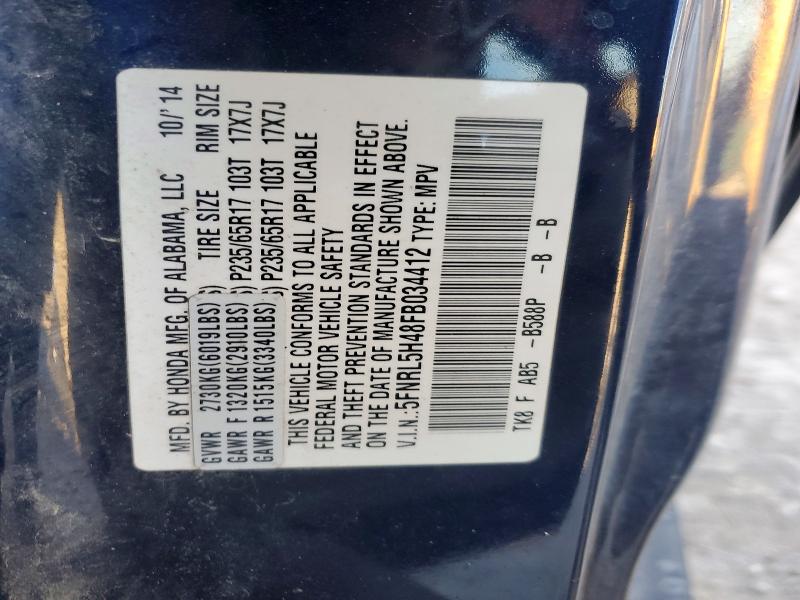 MFD. BY HONDA MFG. OF ALABAMA, LLC 10/'14
GVWR 2730KG(6019LBS) TIRE SIZE RIM SIZE
GAWR F 1320KG(2910LBS) P235/65R17 103T 17X7J
GAWR R 1515KG(3340LBS) P235/65R17 103T 17X7J
THIS VEHICLE CONFORMS TO ALL APPLICABLE
FEDERAL MOTOR VEHICLE SAFETY
AND THEFT PREVENTION STANDARDS IN EFFECT
ON THE DATE OF MANUFACTURE SHOWN ABOVE.
V.I.N.:5FNRL5H48FB034412 TYPE: MPV
TK8 F AB5 -B588P -B -B